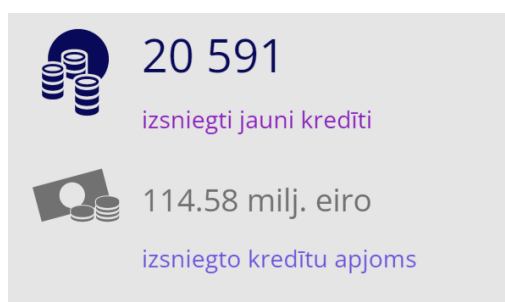 20 591
izsniegti jauni kredīti
114.58 milj. eiro
izsniegto kredītu apjoms